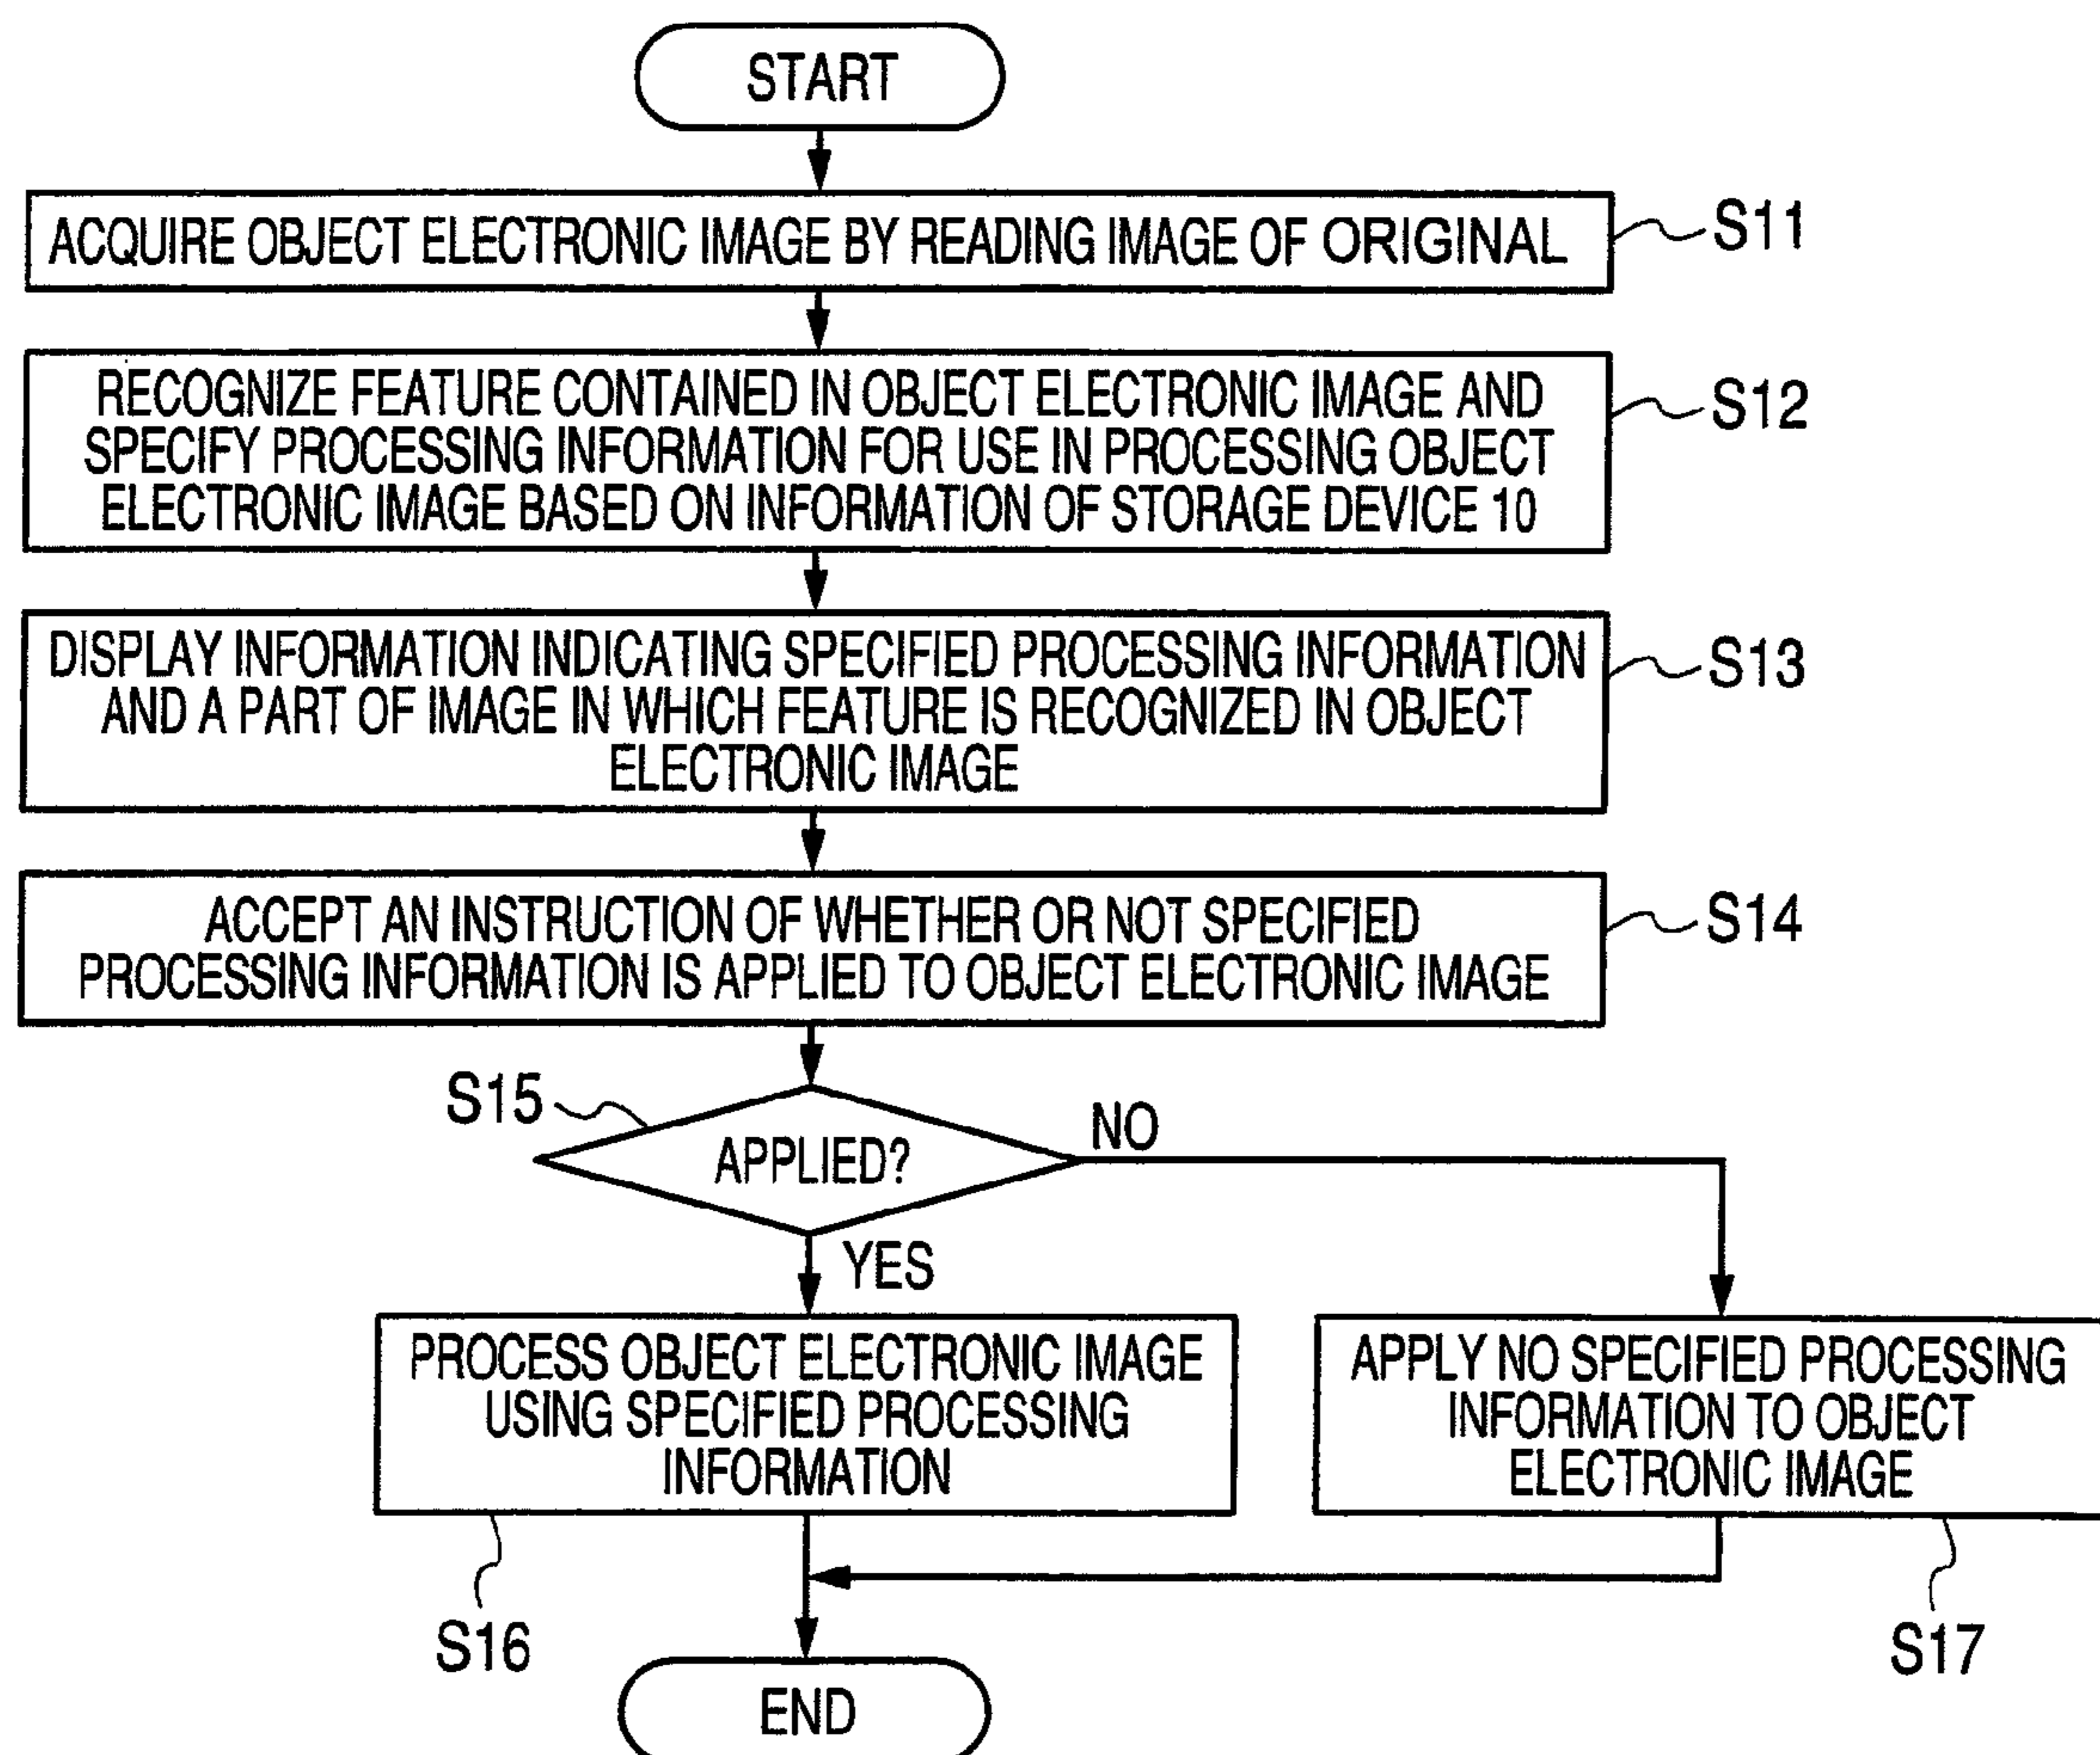 START
ACQUIRE OBJECT ELECTRONIC IMAGE BY READING IMAGE OF ORIGINAL
S11
RECOGNIZE FEATURE CONTAINED IN OBJECT ELECTRONIC IMAGE AND
SPECIFY PROCESSING INFORMATION FOR USE IN PROCESSING OBJECT
ELECTRONIC IMAGE BASED ON INFORMATION OF STORAGE DEVICE 10
S12
DISPLAY INFORMATION INDICATING SPECIFIED PROCESSING INFORMATION
AND A PART OF IMAGE IN WHICH FEATURE IS RECOGNIZED IN OBJECT
ELECTRONIC IMAGE
S13
ACCEPT AN INSTRUCTION OF WHETHER OR NOT SPECIFIED
PROCESSING INFORMATION IS APPLIED TO OBJECT ELECTRONIC IMAGE
S14
S15
APPLIED?
NO
YES
PROCESS OBJECT ELECTRONIC IMAGE
USING SPECIFIED PROCESSING
INFORMATION
S16
APPLY NO SPECIFIED PROCESSING
INFORMATION TO OBJECT
ELECTRONIC IMAGE
S17
END